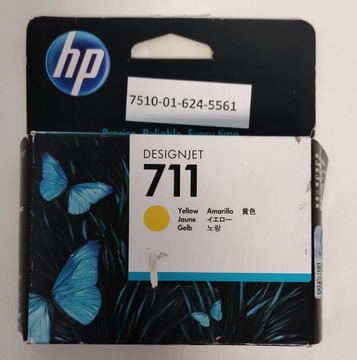 hp
7510-01-624-5561
Precise. Reliable. Every time.
DESIGNJET
711
Yellow Amarillo 黄色
Jaune イエロー
Gelb 노랑